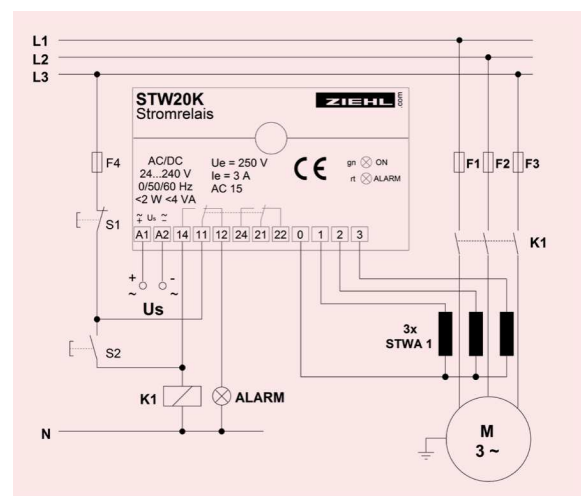 L1
L2
L3
STW20K
Stromrelais
ZIEHL.com
AC/DC
24...240 V
0/50/60 Hz
<2 W <4 VA
Ue = 250 V
Ie = 3 A
AC 15
CE
gn ON
rt ALARM
F4
F1 F2 F3
S1
≂ Us ≂
A1 A2 14 11 12 24 21 22 0 1 2 3
K1
+ -
~ ~
Us
3x
STWA 1
S2
K1
ALARM
N
M
3 ~